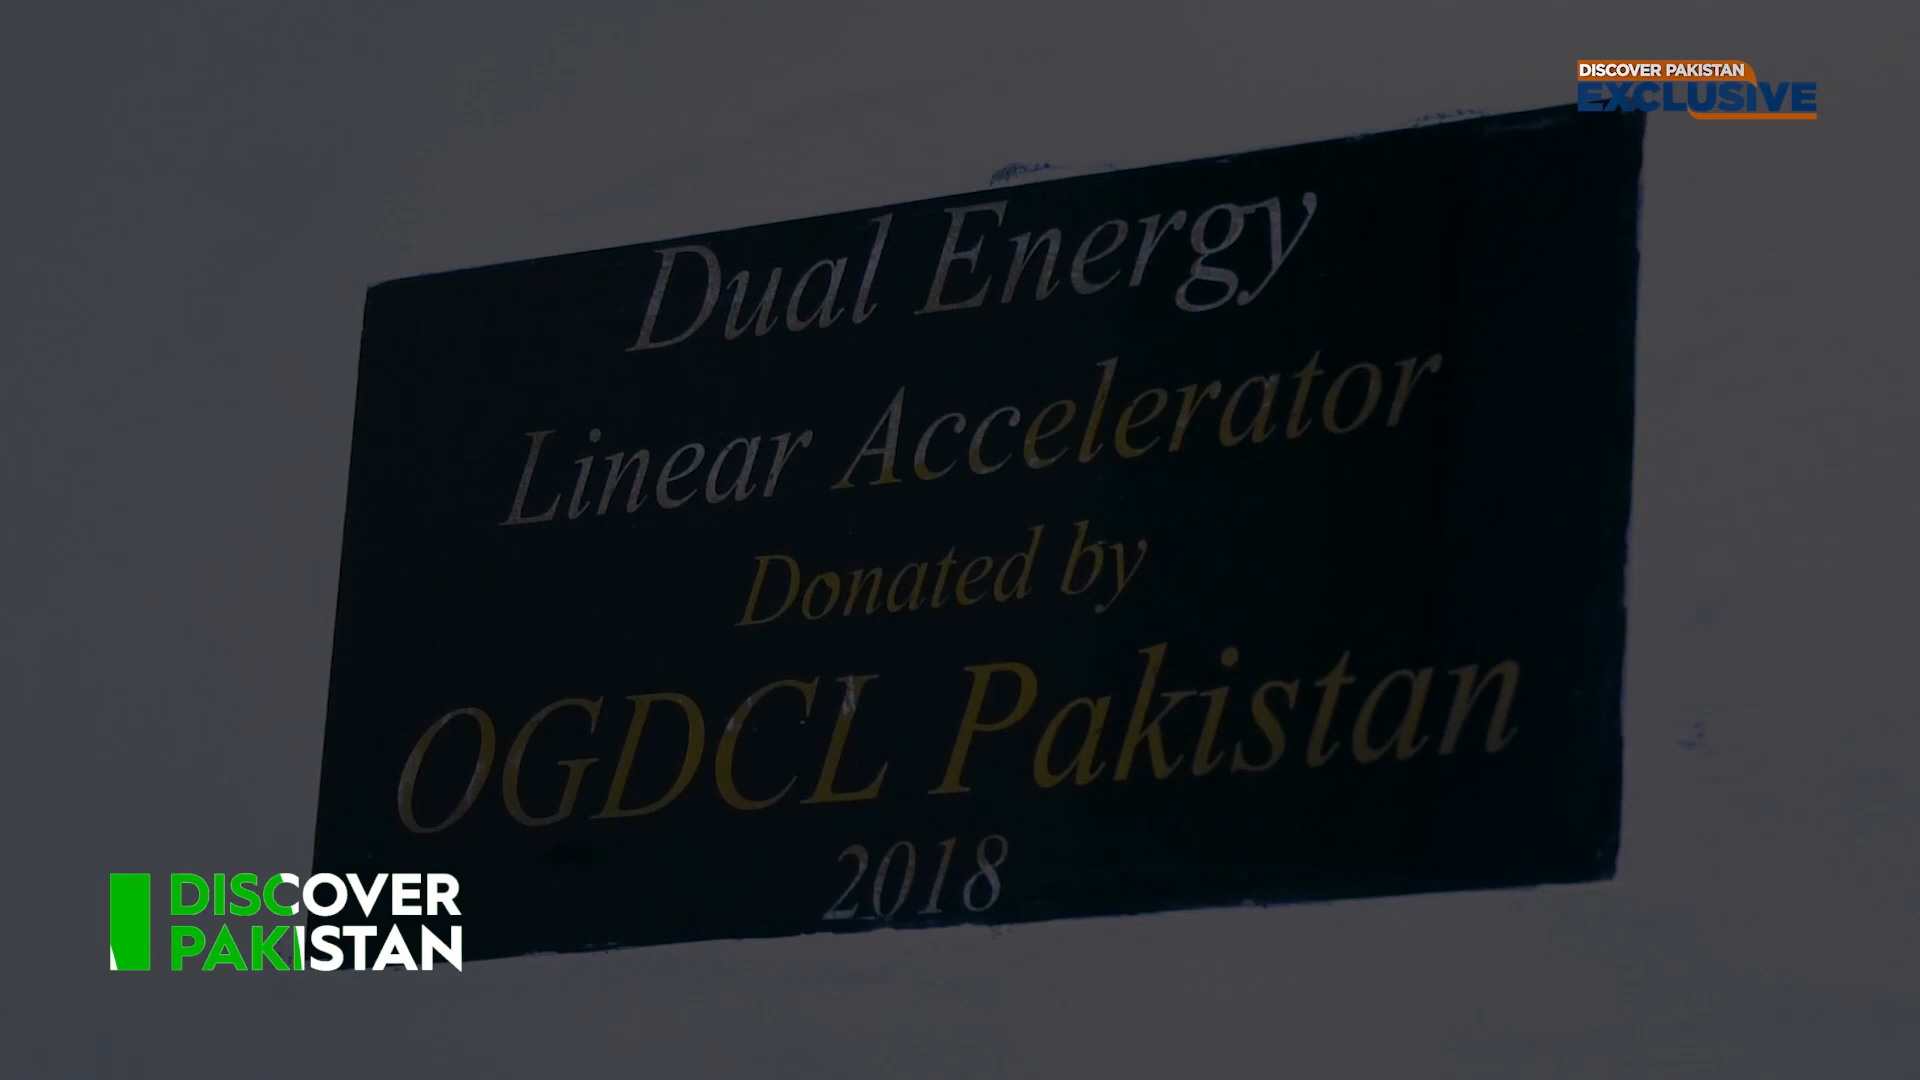 DISCOVER PAKISTAN
EXCLUSIVE
Dual Energy
Linear Accelerator
Donated by
OGDCL Pakistan
2018
DISCOVER
PAKISTAN